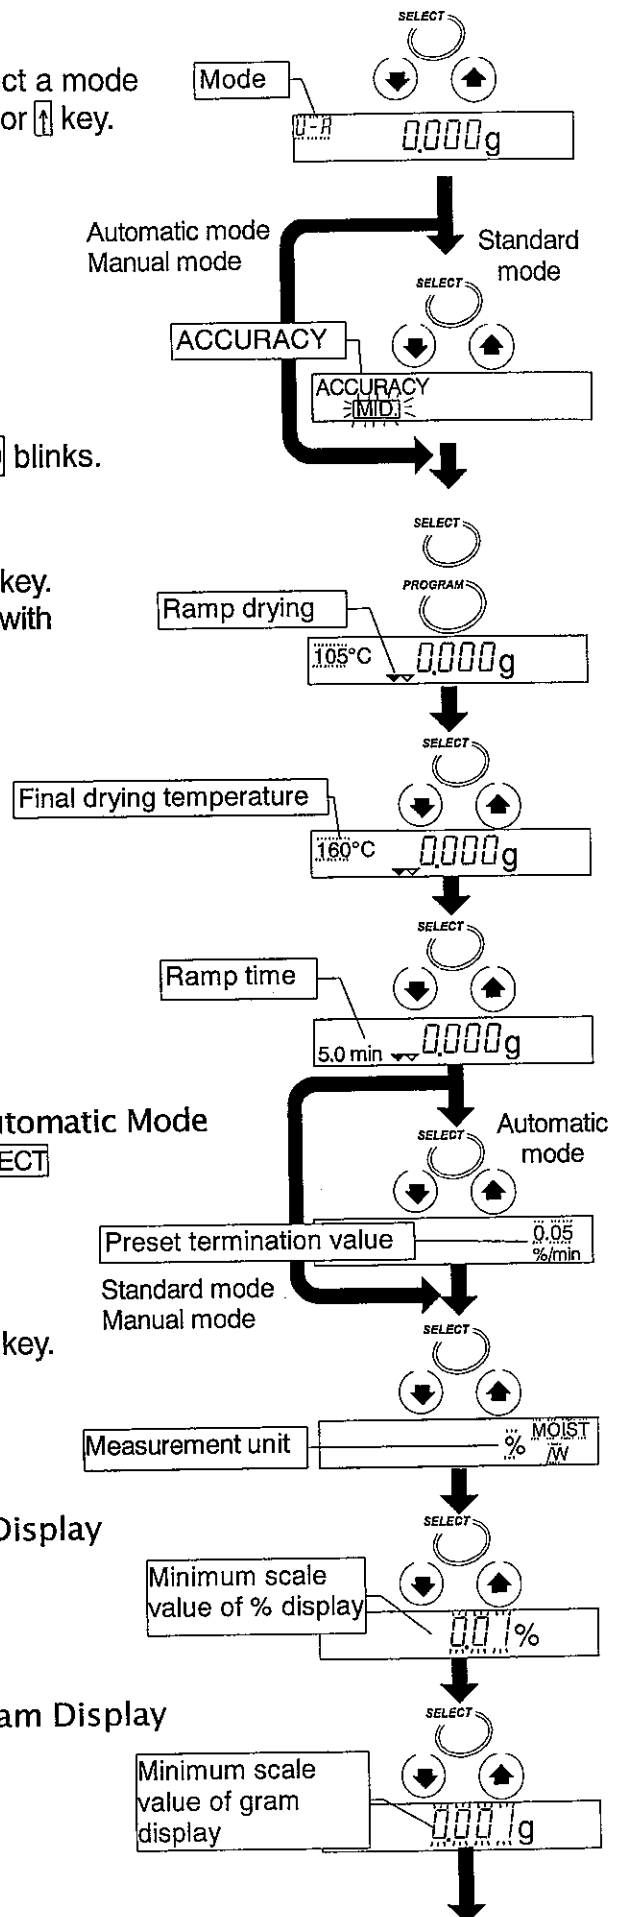 SELECT
ct a mode
or ↑ key.
Mode
U-A 0.000g
Automatic mode
Manual mode
Standard
mode
SELECT
ACCURACY
ACCURACY
MID.
blinks.
SELECT
key.
with
PROGRAM
Ramp drying
105°C 0.000g
SELECT
Final drying temperature
160°C 0.000g
SELECT
Ramp time
5.0 min 0.000g
utomatic Mode
ECT
SELECT
Automatic
mode
Preset termination value
0.05
%/min
Standard mode
Manual mode
key.
SELECT
Measurement unit
% MOIST
/W
Display
SELECT
Minimum scale
value of % display
0.01%
am Display
SELECT
Minimum scale
value of gram
display
0.001g